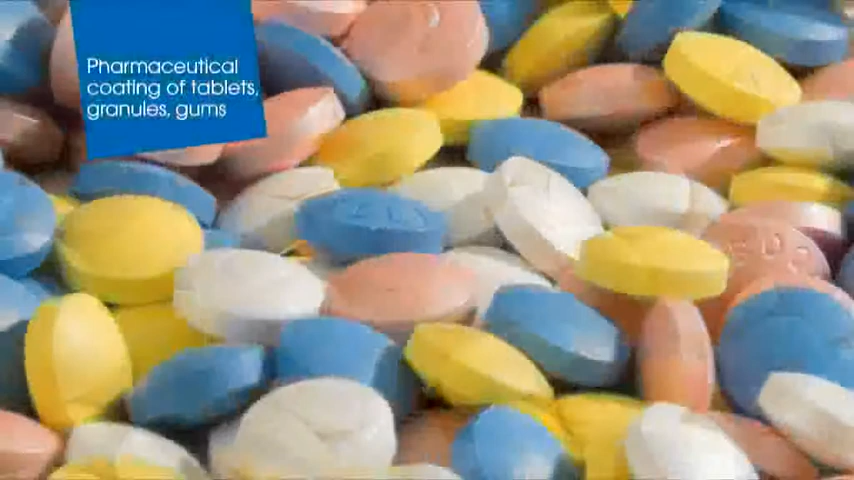 Pharmaceutical
coating of tablets,
granules, gums